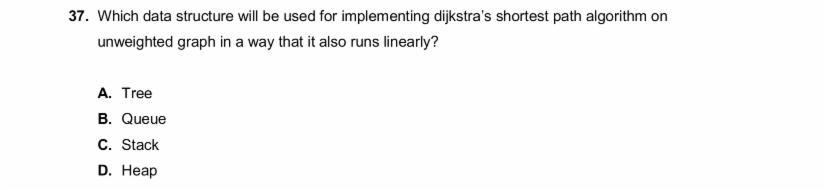 37. Which data structure will be used for implementing dijkstra's shortest path algorithm on
unweighted graph in a way that it also runs linearly?
A. Tree
B. Queue
C. Stack
D. Heap